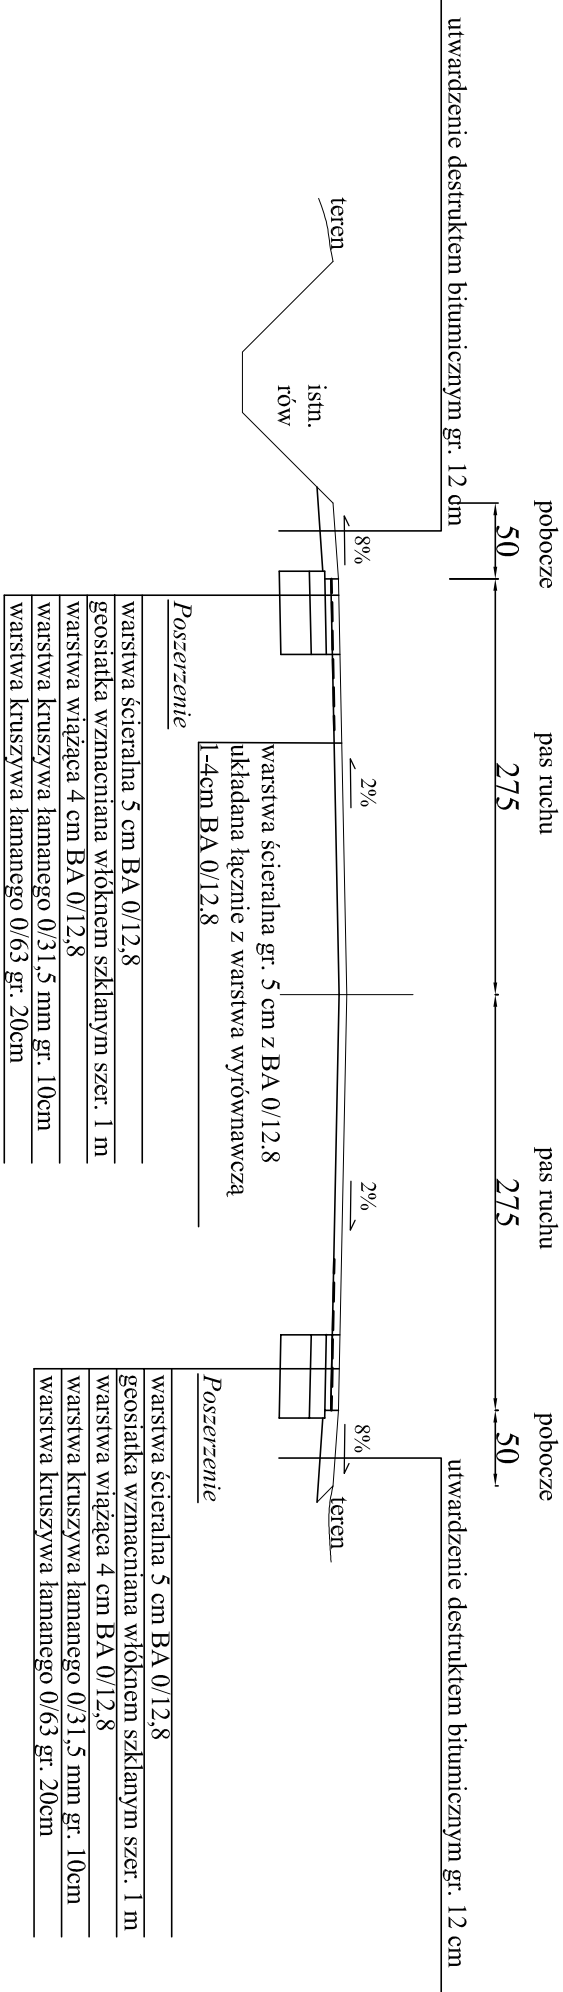 utwardzenie destruktem bitumicznym gr. 12 cm
utwardzenie destruktem bitumicznym gr. 12 cm
pobocze
pas ruchu
pas ruchu
pobocze
50
275
275
50
teren
istn.
rów
8%
2%
2%
8%
teren
warstwa ścieralna gr. 5 cm z BA 0/12.8
układana łącznie z warstwa wyrównawczą
1-4cm BA 0/12.8
Poszerzenie
warstwa ścieralna 5 cm BA 0/12,8
geosiatka wzmacniana włóknem szklanym szer. 1 m
warstwa wiążąca 4 cm BA 0/12,8
warstwa kruszywa łamanego 0/31,5 mm gr. 10cm
warstwa kruszywa łamanego 0/63 gr. 20cm
Poszerzenie
warstwa ścieralna 5 cm BA 0/12,8
geosiatka wzmacniana włóknem szklanym szer. 1 m
warstwa wiążąca 4 cm BA 0/12,8
warstwa kruszywa łamanego 0/31,5 mm gr. 10cm
warstwa kruszywa łamanego 0/63 gr. 20cm